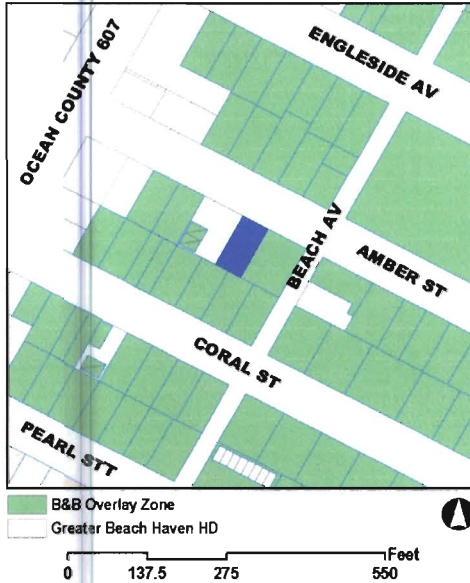 ENGLESIDE AV
OCEAN COUNTY 607
BEACH AV
AMBER ST
CORAL ST
PEARL STT
B&B Overlay Zone
Greater Beach Haven HD
Feet
0 137.5 275 550